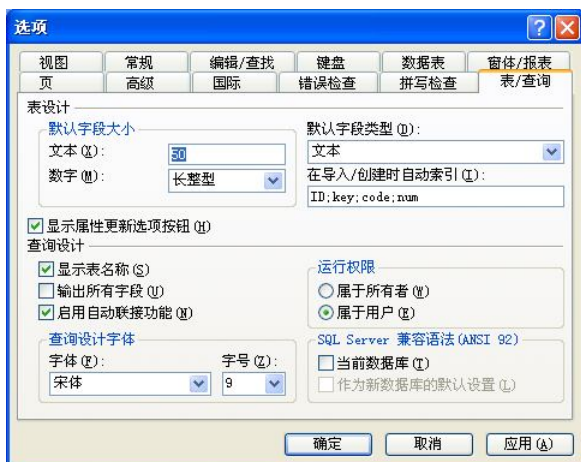 选项
视图 常规 编辑/查找 键盘 数据表 窗体/报表
页 高级 国际 错误检查 拼写检查 表/查询
表设计
默认字段大小
文本(X): 50
数字(M): 长整型
默认字段类型(D):
文本
在导入/创建时自动索引(I):
ID;key;code;num
显示属性更新选项按钮(H)
查询设计
显示表名称(S)
输出所有字段(U)
启用自动联接功能(N)
运行权限
属于所有者(W)
属于用户(E)
查询设计字体
字体(F): 字号(Z):
宋体 9
SQL Server 兼容语法(ANSI 92)
当前数据库(T)
作为新数据库的默认设置(L)
确定 取消 应用(A)